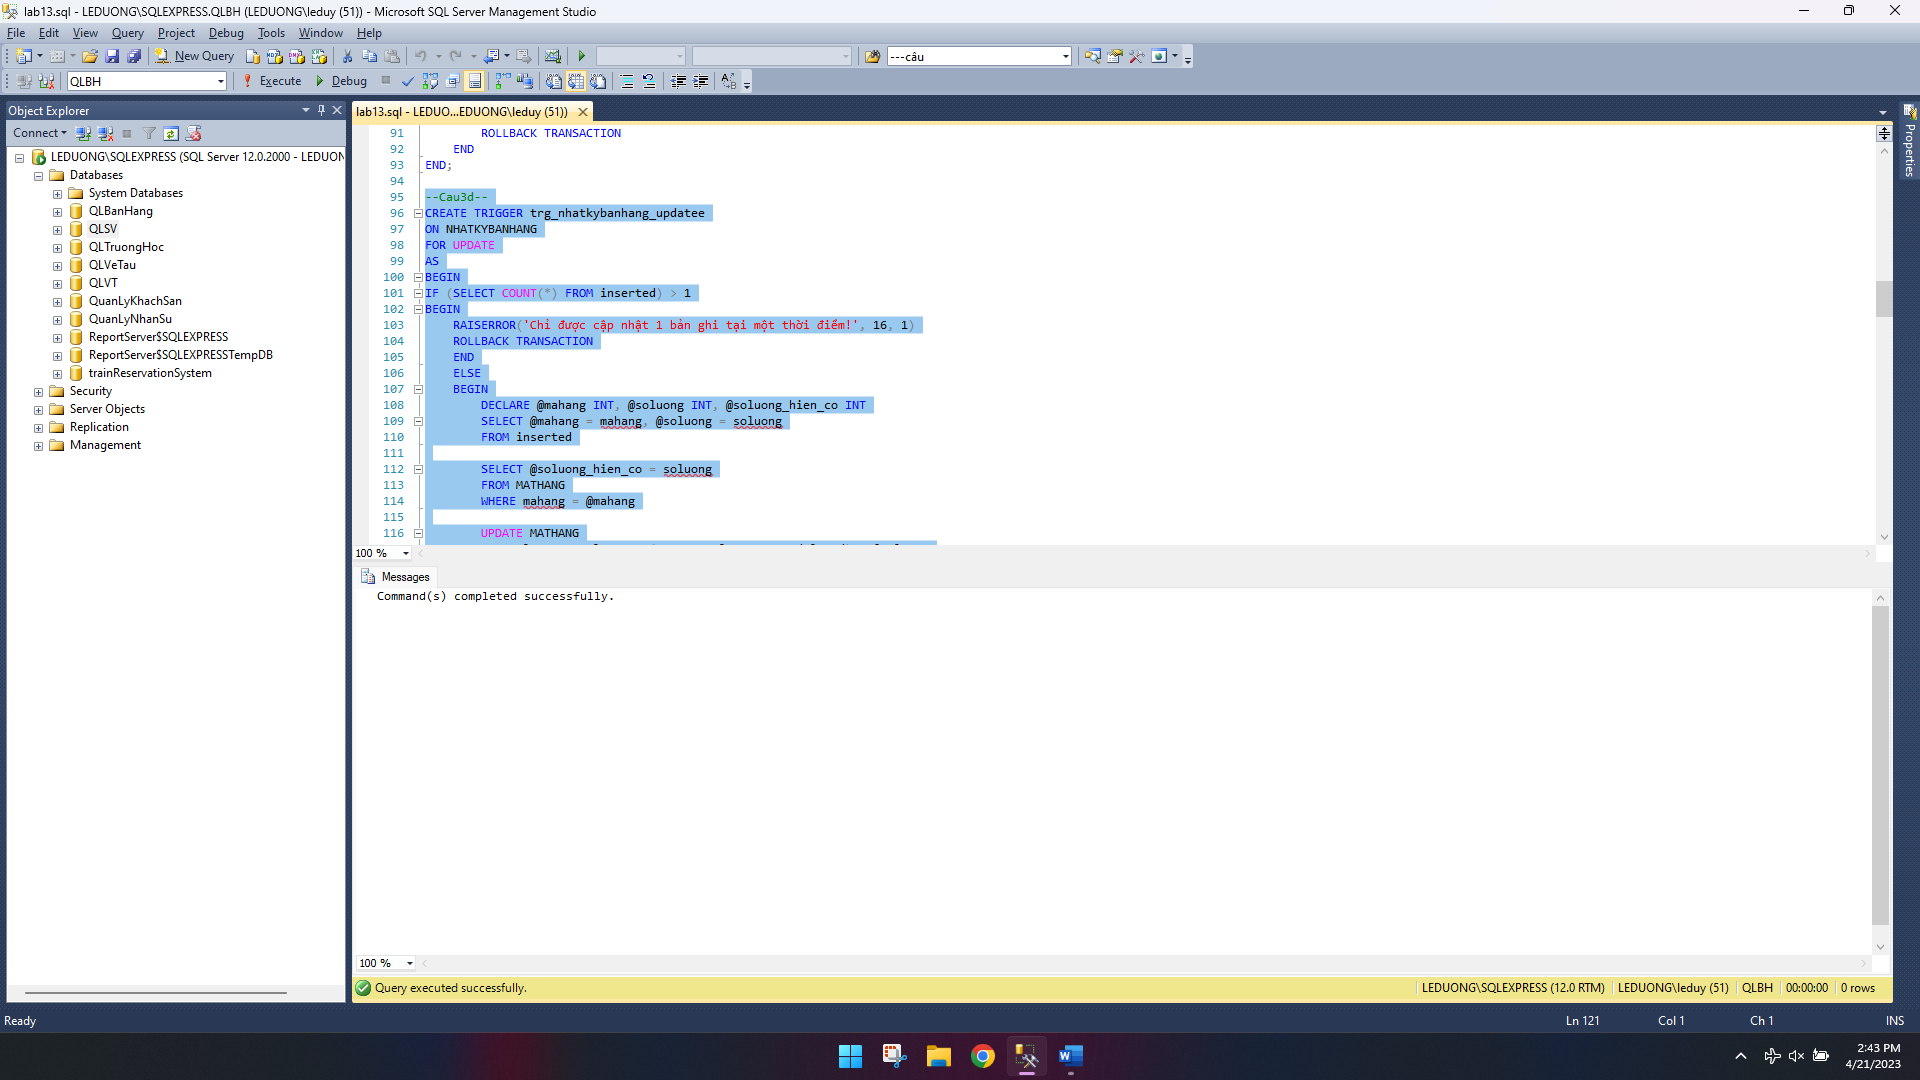 lab13.sql - LEDUONG\SQLEXPRESS.QLBH (LEDUONG\leduy (51)) - Microsoft SQL Server Management Studio
File Edit View Query Project Debug Tools Window Help
New Query ---câu
QLBH Execute Debug
Object Explorer
lab13.sql - LEDUO...EDUONG\leduy (51))
Properties
Connect
LEDUONG\SQLEXPRESS (SQL Server 12.0.2000 - LEDUON
Databases
System Databases
QLBanHang
QLSV
QLTruongHoc
QLVeTau
QLVT
QuanLyKhachSan
QuanLyNhanSu
ReportServer$SQLEXPRESS
ReportServer$SQLEXPRESSTempDB
trainReservationSystem
Security
Server Objects
Replication
Management
91 ROLLBACK TRANSACTION
92 END
93 END;
94
95 --Cau3d--
96 CREATE TRIGGER trg_nhatkybanhang_updatee
97 ON NHATKYBANHANG
98 FOR UPDATE
99 AS
100 BEGIN
101 IF (SELECT COUNT(*) FROM inserted) > 1
102 BEGIN
103 RAISERROR('Chỉ được cập nhật 1 bản ghi tại một thời điểm!', 16, 1)
104 ROLLBACK TRANSACTION
105 END
106 ELSE
107 BEGIN
108 DECLARE @mahang INT, @soluong INT, @soluong_hien_co INT
109 SELECT @mahang = mahang, @soluong = soluong
110 FROM inserted
111
112 SELECT @soluong_hien_co = soluong
113 FROM MATHANG
114 WHERE mahang = @mahang
115
116 UPDATE MATHANG
100 %
Messages
Command(s) completed successfully.
100 %
Query executed successfully. LEDUONG\SQLEXPRESS (12.0 RTM) LEDUONG\leduy (51) QLBH 00:00:00 0 rows
Ready Ln 121 Col 1 Ch 1 INS
2:43 PM
4/21/2023